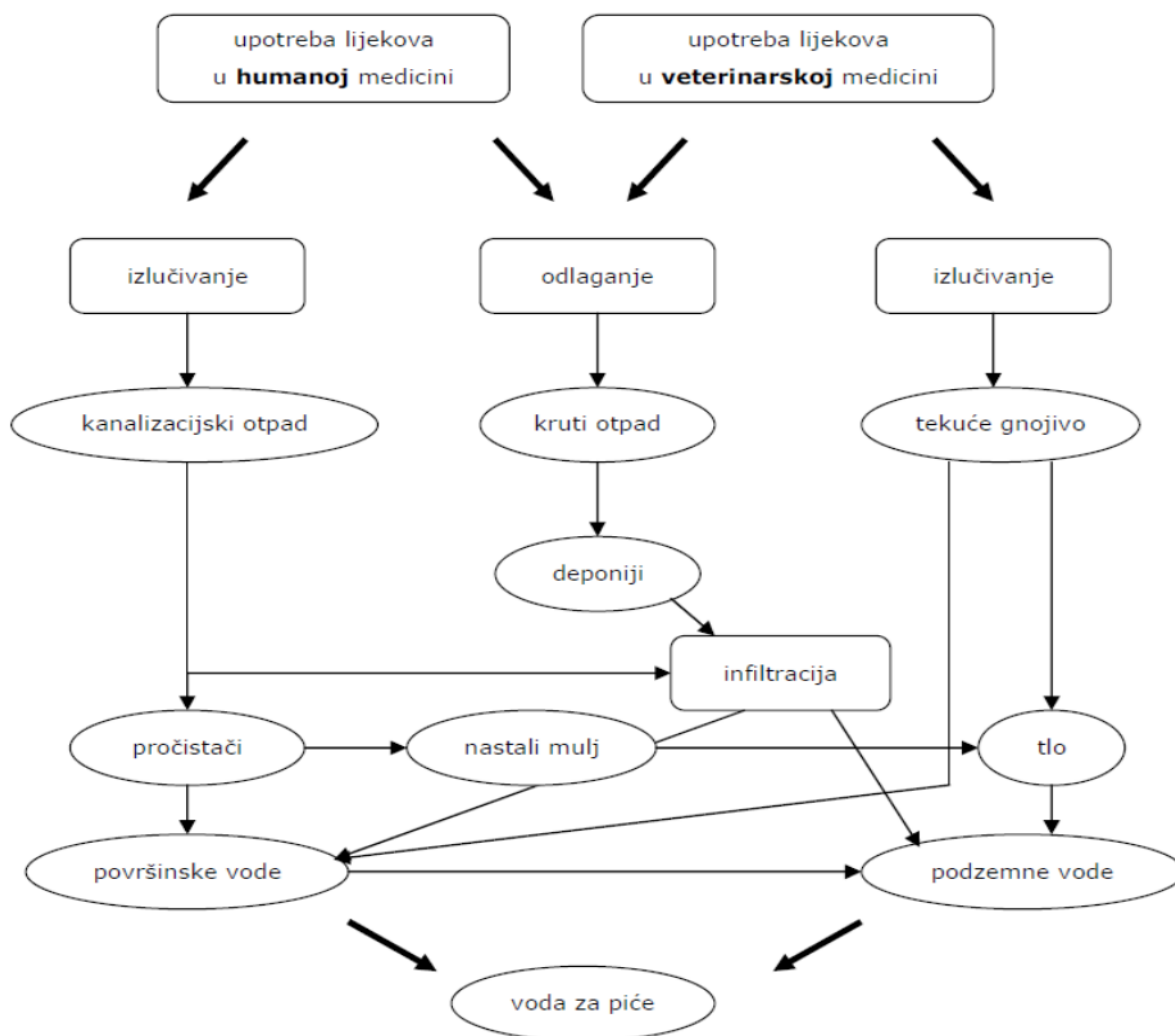 upotreba lijekova
u humanoj medicini
upotreba lijekova
u veterinarskoj medicini
izlučivanje
odlaganje
izlučivanje
kanalizacijski otpad
kruti otpad
tekuće gnojivo
deponiji
infiltracija
pročistači
nastali mulj
tlo
površinske vode
podzemne vode
voda za piće